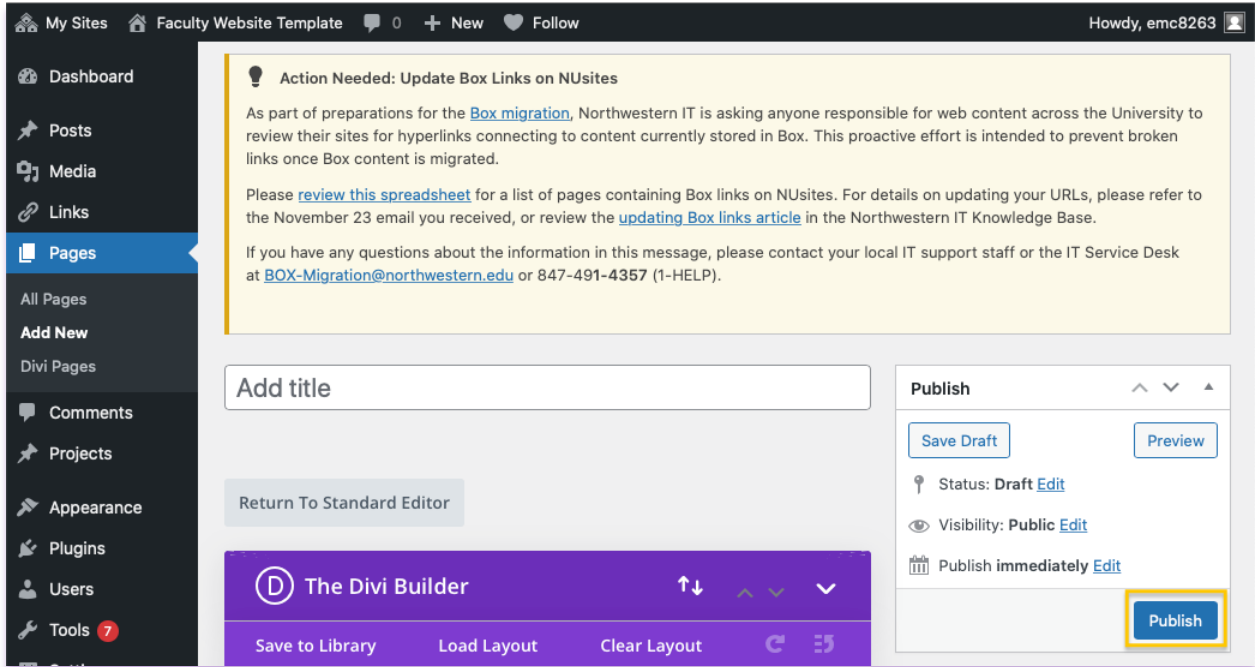 My Sites Faculty Website Template 0 + New Follow Howdy, emc8263
Dashboard
Posts
Media
Links
Pages
All Pages
Add New
Divi Pages
Comments
Projects
Appearance
Plugins
Users
Tools 7
Action Needed: Update Box Links on NUsites
As part of preparations for the Box migration, Northwestern IT is asking anyone responsible for web content across the University to
review their sites for hyperlinks connecting to content currently stored in Box. This proactive effort is intended to prevent broken
links once Box content is migrated.
Please review this spreadsheet for a list of pages containing Box links on NUsites. For details on updating your URLs, please refer to
the November 23 email you received, or review the updating Box links article in the Northwestern IT Knowledge Base.
If you have any questions about the information in this message, please contact your local IT support staff or the IT Service Desk
at BOX-Migration@northwestern.edu or 847-491-4357 (1-HELP).
Add title
Return To Standard Editor
D The Divi Builder
Save to Library Load Layout Clear Layout
Publish
Save Draft Preview
Status: Draft Edit
Visibility: Public Edit
Publish immediately Edit
Publish